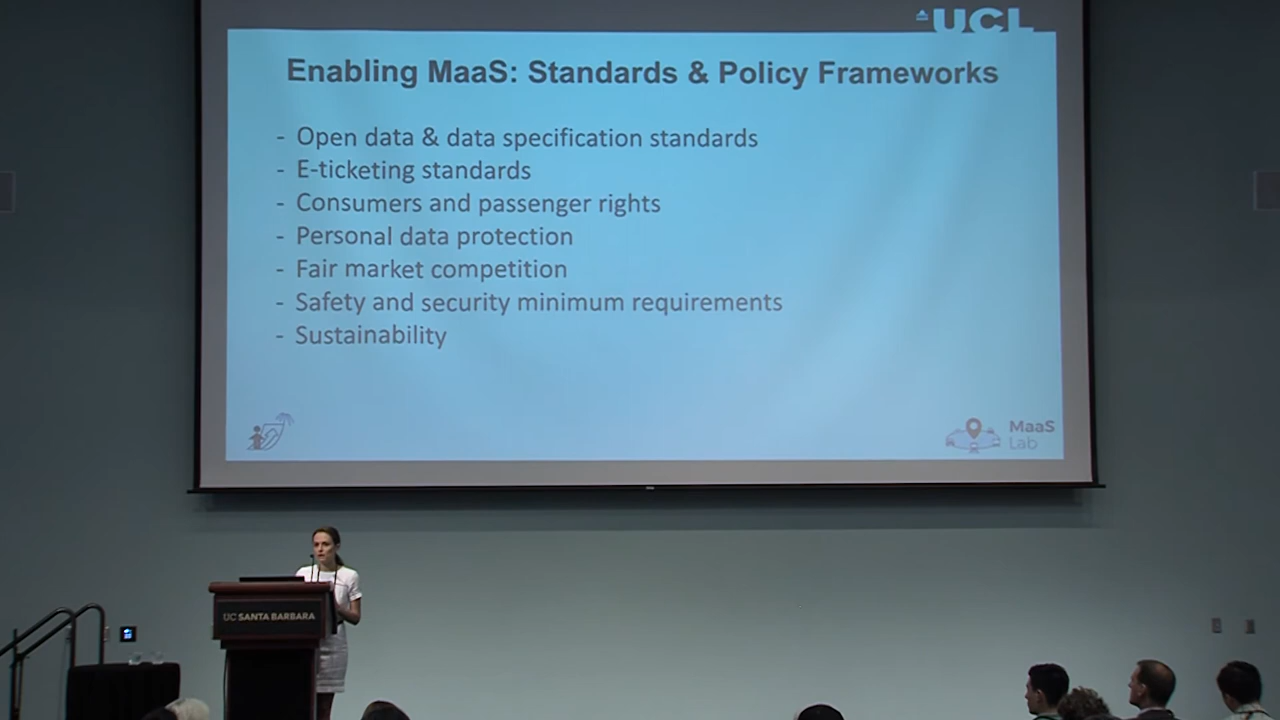 UCL
Enabling MaaS: Standards & Policy Frameworks
- Open data & data specification standards
- E-ticketing standards
- Consumers and passenger rights
- Personal data protection
- Fair market competition
- Safety and security minimum requirements
- Sustainability
MaaS
Lab
UC SANTA BARBARA